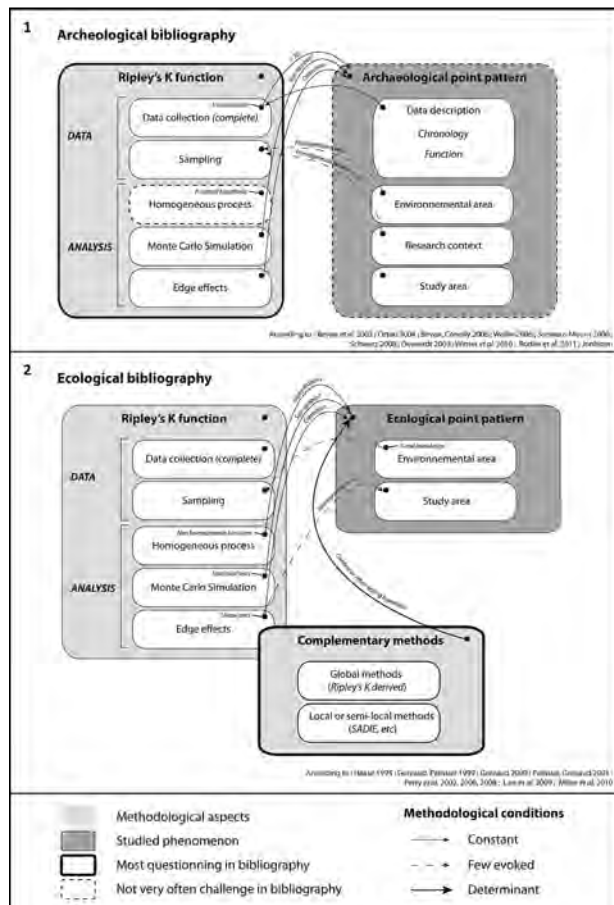 1 Archeological bibliography
Ripley's K function
Archaeological point pattern
DATA
Data collection (complete)
Sampling
Data description
Chronology
Function
ANALYSIS
Homogeneous process
Monte Carlo Simulation
Edge effects
Environnemental area
Research context
Study area
2 Ecological bibliography
Ripley's K function
Ecological point pattern
DATA
Data collection (complete)
Sampling
Environnemental area
Study area
ANALYSIS
Homogeneous process
Monte Carlo Simulation
Edge effects
Complementary methods
Global methods
(Ripley's K derived)
Local or semi-local methods
(SADIE, etc)
Methodological aspects
Studied phenomenon
Most questionning in bibliography
Not very often challenge in bibliography
Methodological conditions
Constant
Few evoked
Determinant